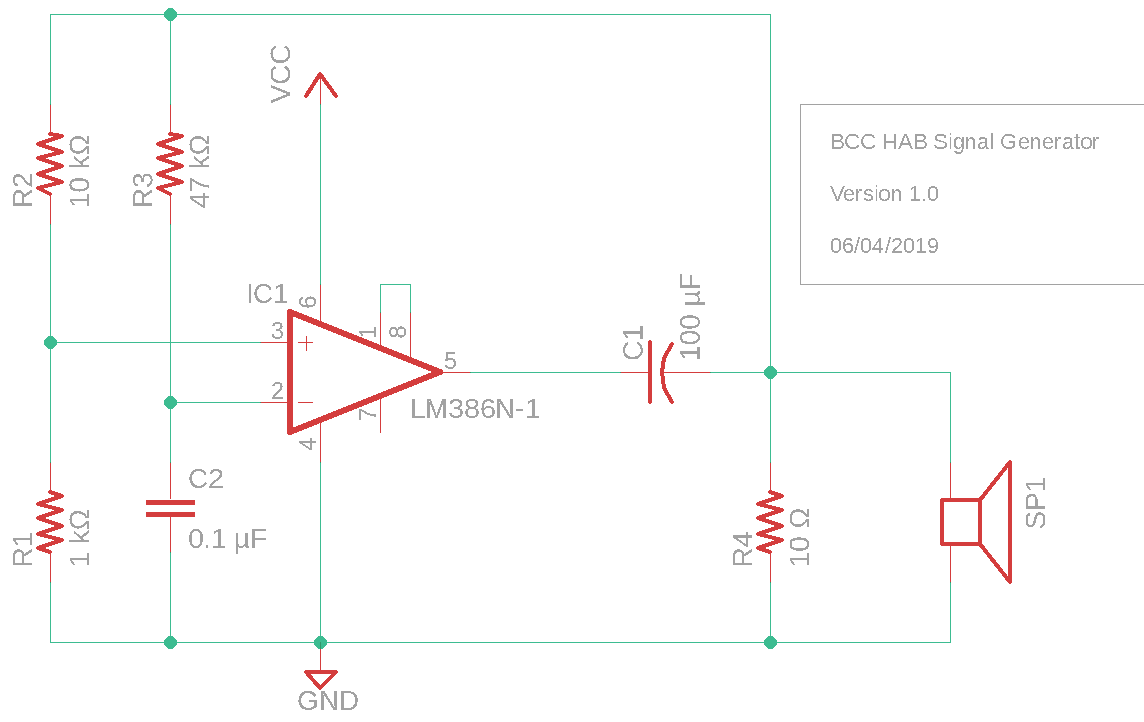 VCC
BCC HAB Signal Generator
Version 1.0
06/04/2019
R2
10 kΩ
R3
47 kΩ
IC1
6
3
+
1
8
2
−
5
7
4
LM386N-1
C1
100 µF
C2
0.1 µF
R1
1 kΩ
R4
10 Ω
SP1
GND